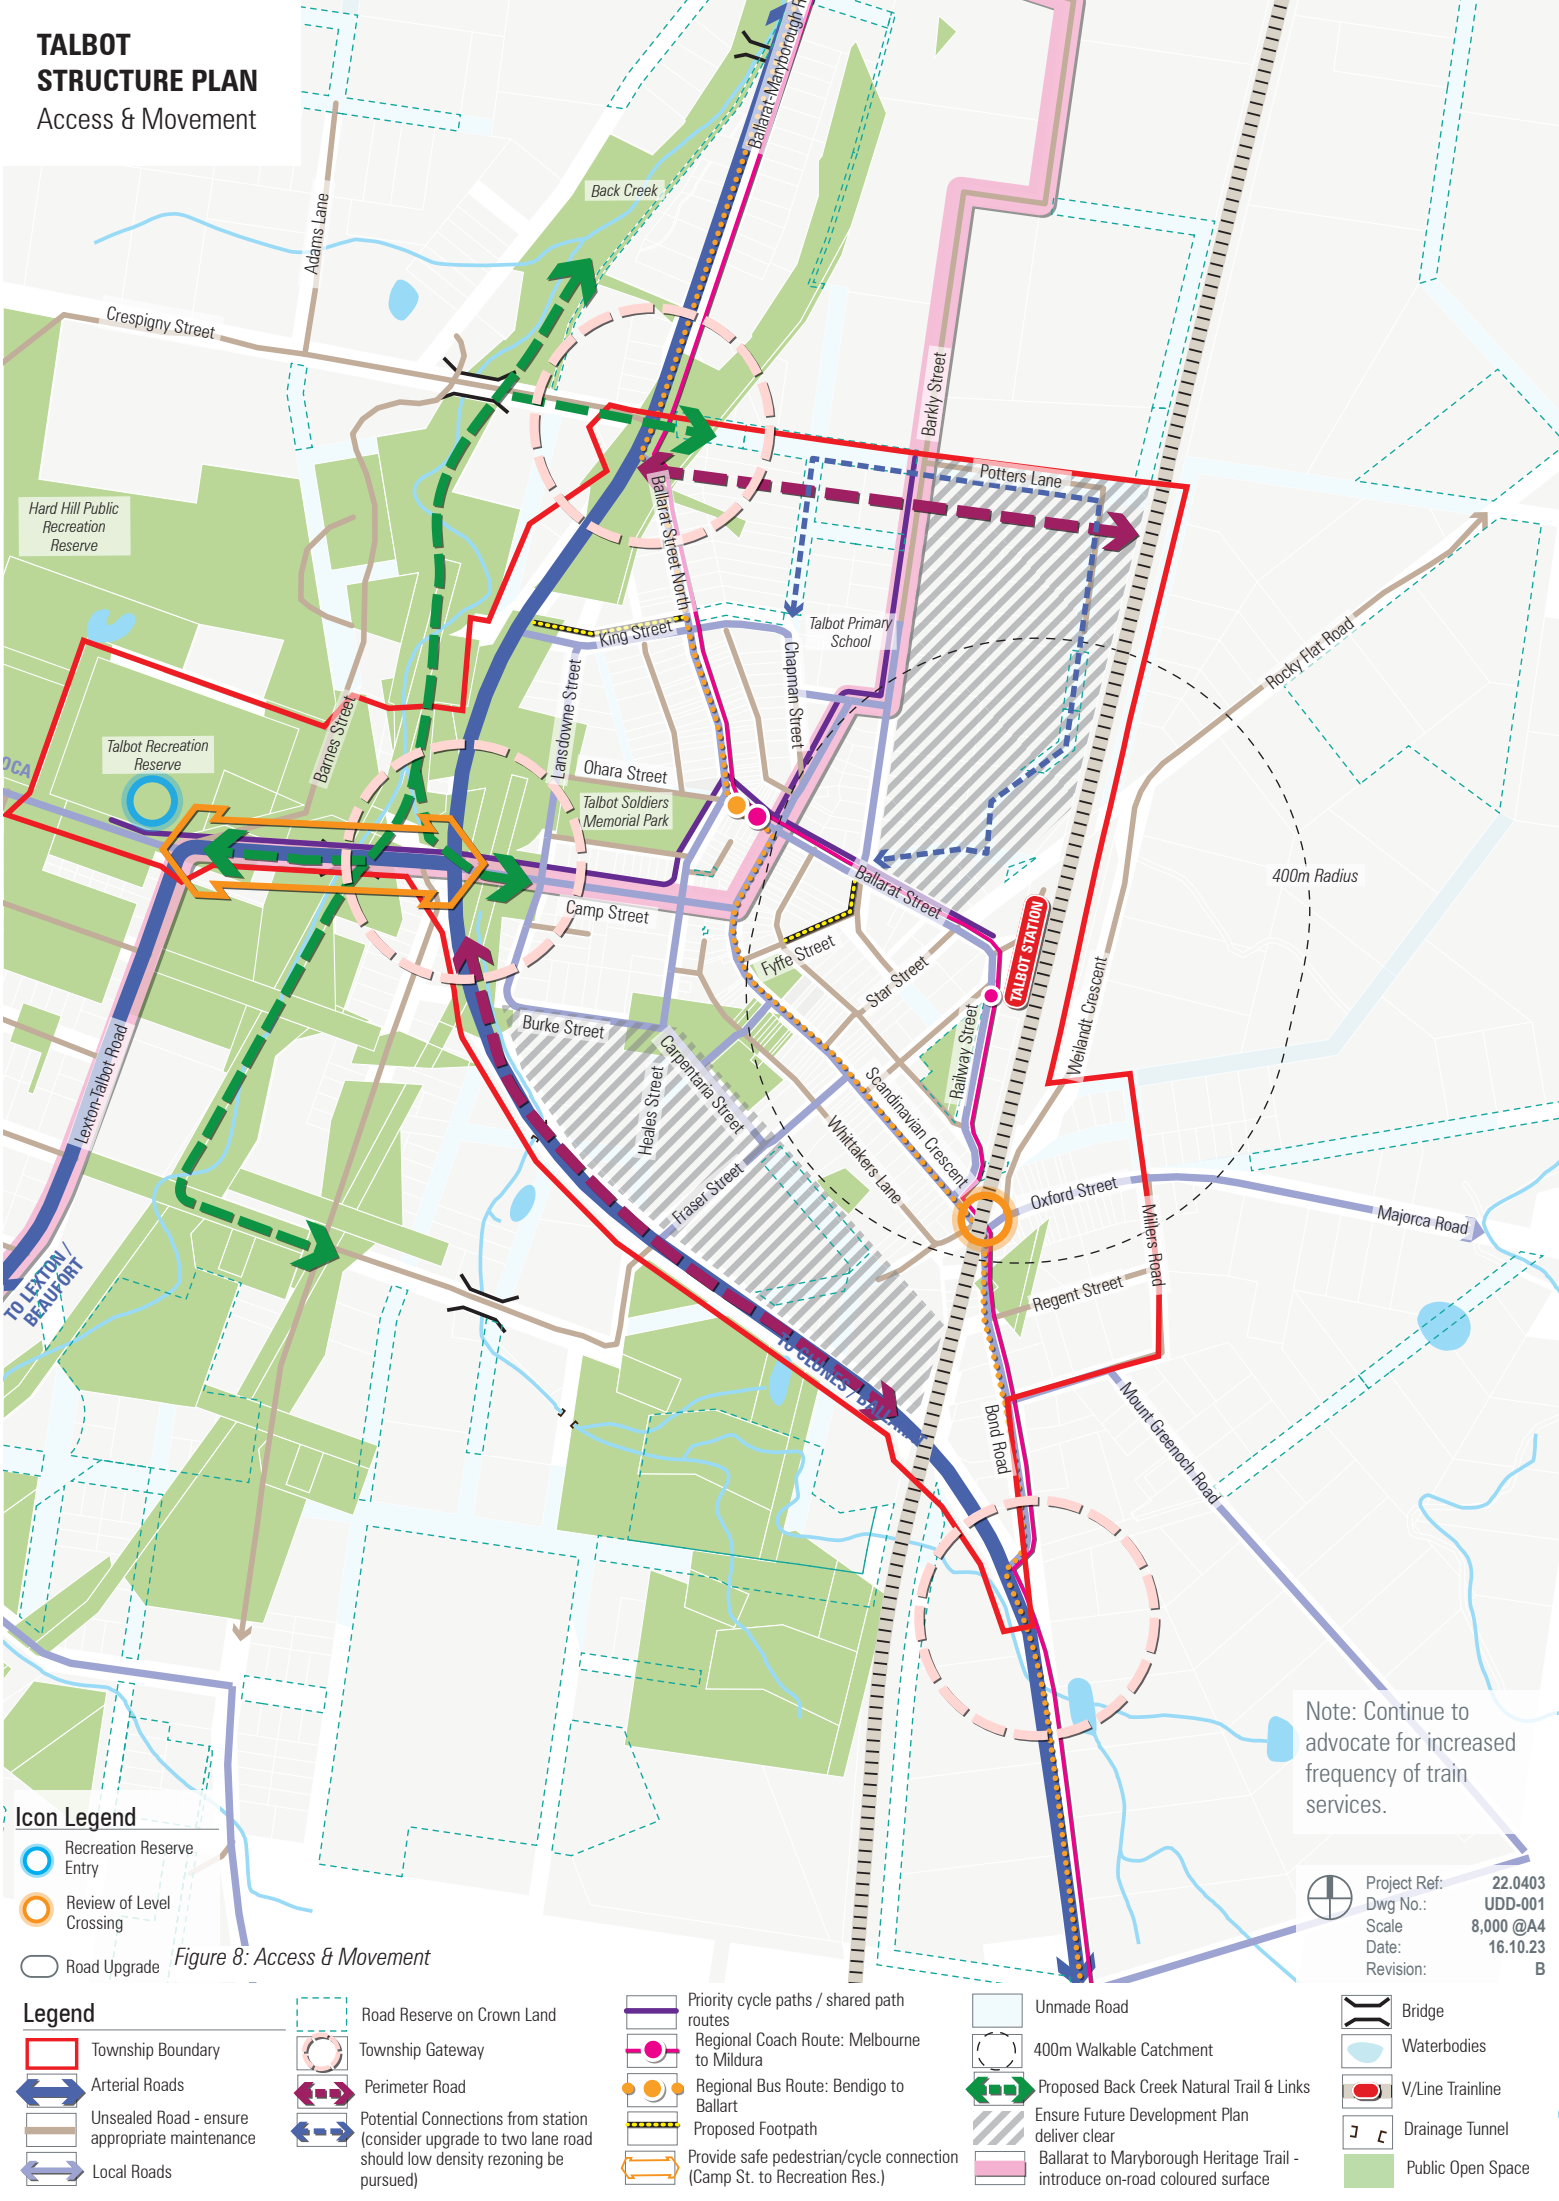 TALBOT
STRUCTURE PLAN
Access & Movement
Ballarat-Maryborough R
Back Creek
Adams Lane
Crespigny Street
Barkly Street
Potters Lane
Hard Hill Public
Recreation
Reserve
Ballarat Street North
King Street
Talbot Primary
School
Chapman Street
Rocky Flat Road
Lansdowne Street
Barnes Street
Talbot Recreation
Reserve
OCA
Ohara Street
Talbot Soldiers
Memorial Park
400m Radius
Ballarat Street
Camp Street
Fyffe Street
Star Street
TALBOT STATION
Weilandt Crescent
Burke Street
Railway Street
Lexton-Talbot Road
Heales Street
Carpentaria Street
Scandinavian Crescent
Whittakers Lane
Fraser Street
Oxford Street
Majorca Road
Millers Road
Regent Street
TO LEXTON /
BEAUFORT
TO CLUNES / BALLARAT
Bond Road
Mount Greenoch Road
Note: Continue to
advocate for increased
frequency of train
services.
Icon Legend
Recreation Reserve
Entry
Review of Level
Crossing
Road Upgrade
Figure 8: Access & Movement
Project Ref: 22.0403
Dwg No.: UDD-001
Scale 8,000 @A4
Date: 16.10.23
Revision: B
Legend
Township Boundary
Arterial Roads
Unsealed Road - ensure
appropriate maintenance
Local Roads
Road Reserve on Crown Land
Township Gateway
Perimeter Road
Potential Connections from station
(consider upgrade to two lane road
should low density rezoning be
pursued)
Priority cycle paths / shared path
routes
Regional Coach Route: Melbourne
to Mildura
Regional Bus Route: Bendigo to
Ballart
Proposed Footpath
Provide safe pedestrian/cycle connection
(Camp St. to Recreation Res.)
Unmade Road
400m Walkable Catchment
Proposed Back Creek Natural Trail & Links
Ensure Future Development Plan
deliver clear
Ballarat to Maryborough Heritage Trail -
introduce on-road coloured surface
Bridge
Waterbodies
V/Line Trainline
Drainage Tunnel
Public Open Space